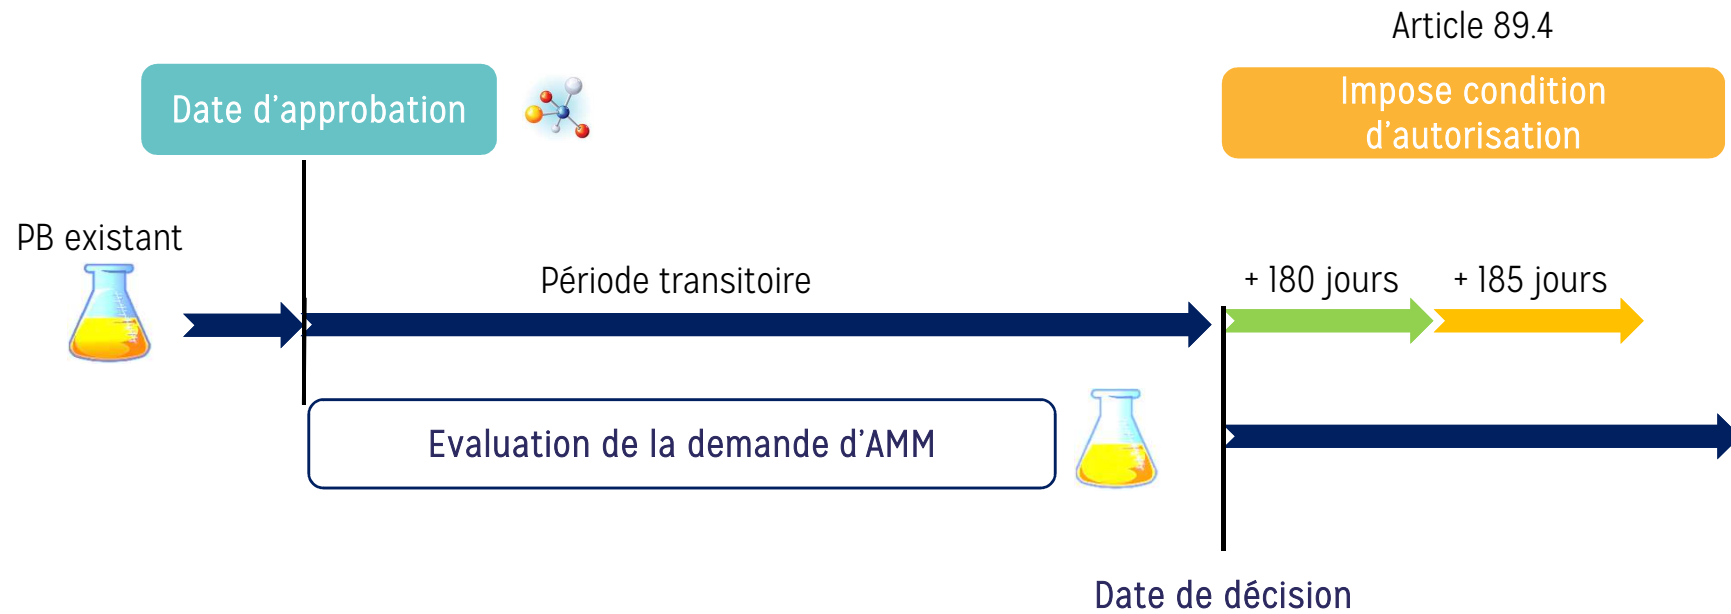 Article 89.4
Date d'approbation
Impose condition
d'autorisation
PB existant
Période transitoire
+ 180 jours
+ 185 jours
Evaluation de la demande d'AMM
Date de décision